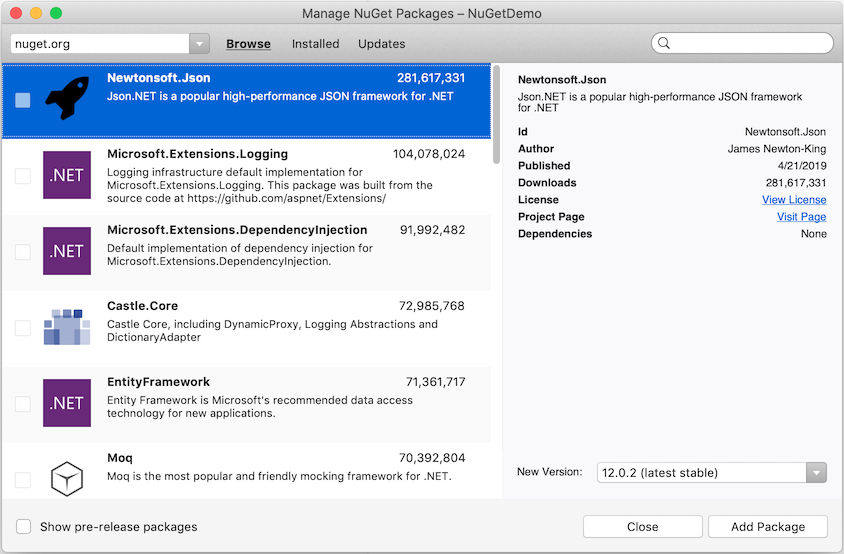 Manage NuGet Packages – NuGetDemo
nuget.org
Browse
Installed
Updates
Newtonsoft.Json
281,617,331
Json.NET is a popular high-performance JSON framework for .NET
.NET
Microsoft.Extensions.Logging
104,078,024
Logging infrastructure default implementation for
Microsoft.Extensions.Logging. This package was built from the
source code at https://github.com/aspnet/Extensions/
.NET
Microsoft.Extensions.DependencyInjection
91,992,482
Default implementation of dependency injection for
Microsoft.Extensions.DependencyInjection.
Castle.Core
72,985,768
Castle Core, including DynamicProxy, Logging Abstractions and
DictionaryAdapter
.NET
EntityFramework
71,361,717
Entity Framework is Microsoft's recommended data access
technology for new applications.
Moq
70,392,804
Moq is the most popular and friendly mocking framework for .NET.
Newtonsoft.Json
Json.NET is a popular high-performance JSON framework
for .NET
Id Newtonsoft.Json
Author James Newton-King
Published 4/21/2019
Downloads 281,617,331
License View License
Project Page Visit Page
Dependencies None
New Version: 12.0.2 (latest stable)
Show pre-release packages
Close
Add Package